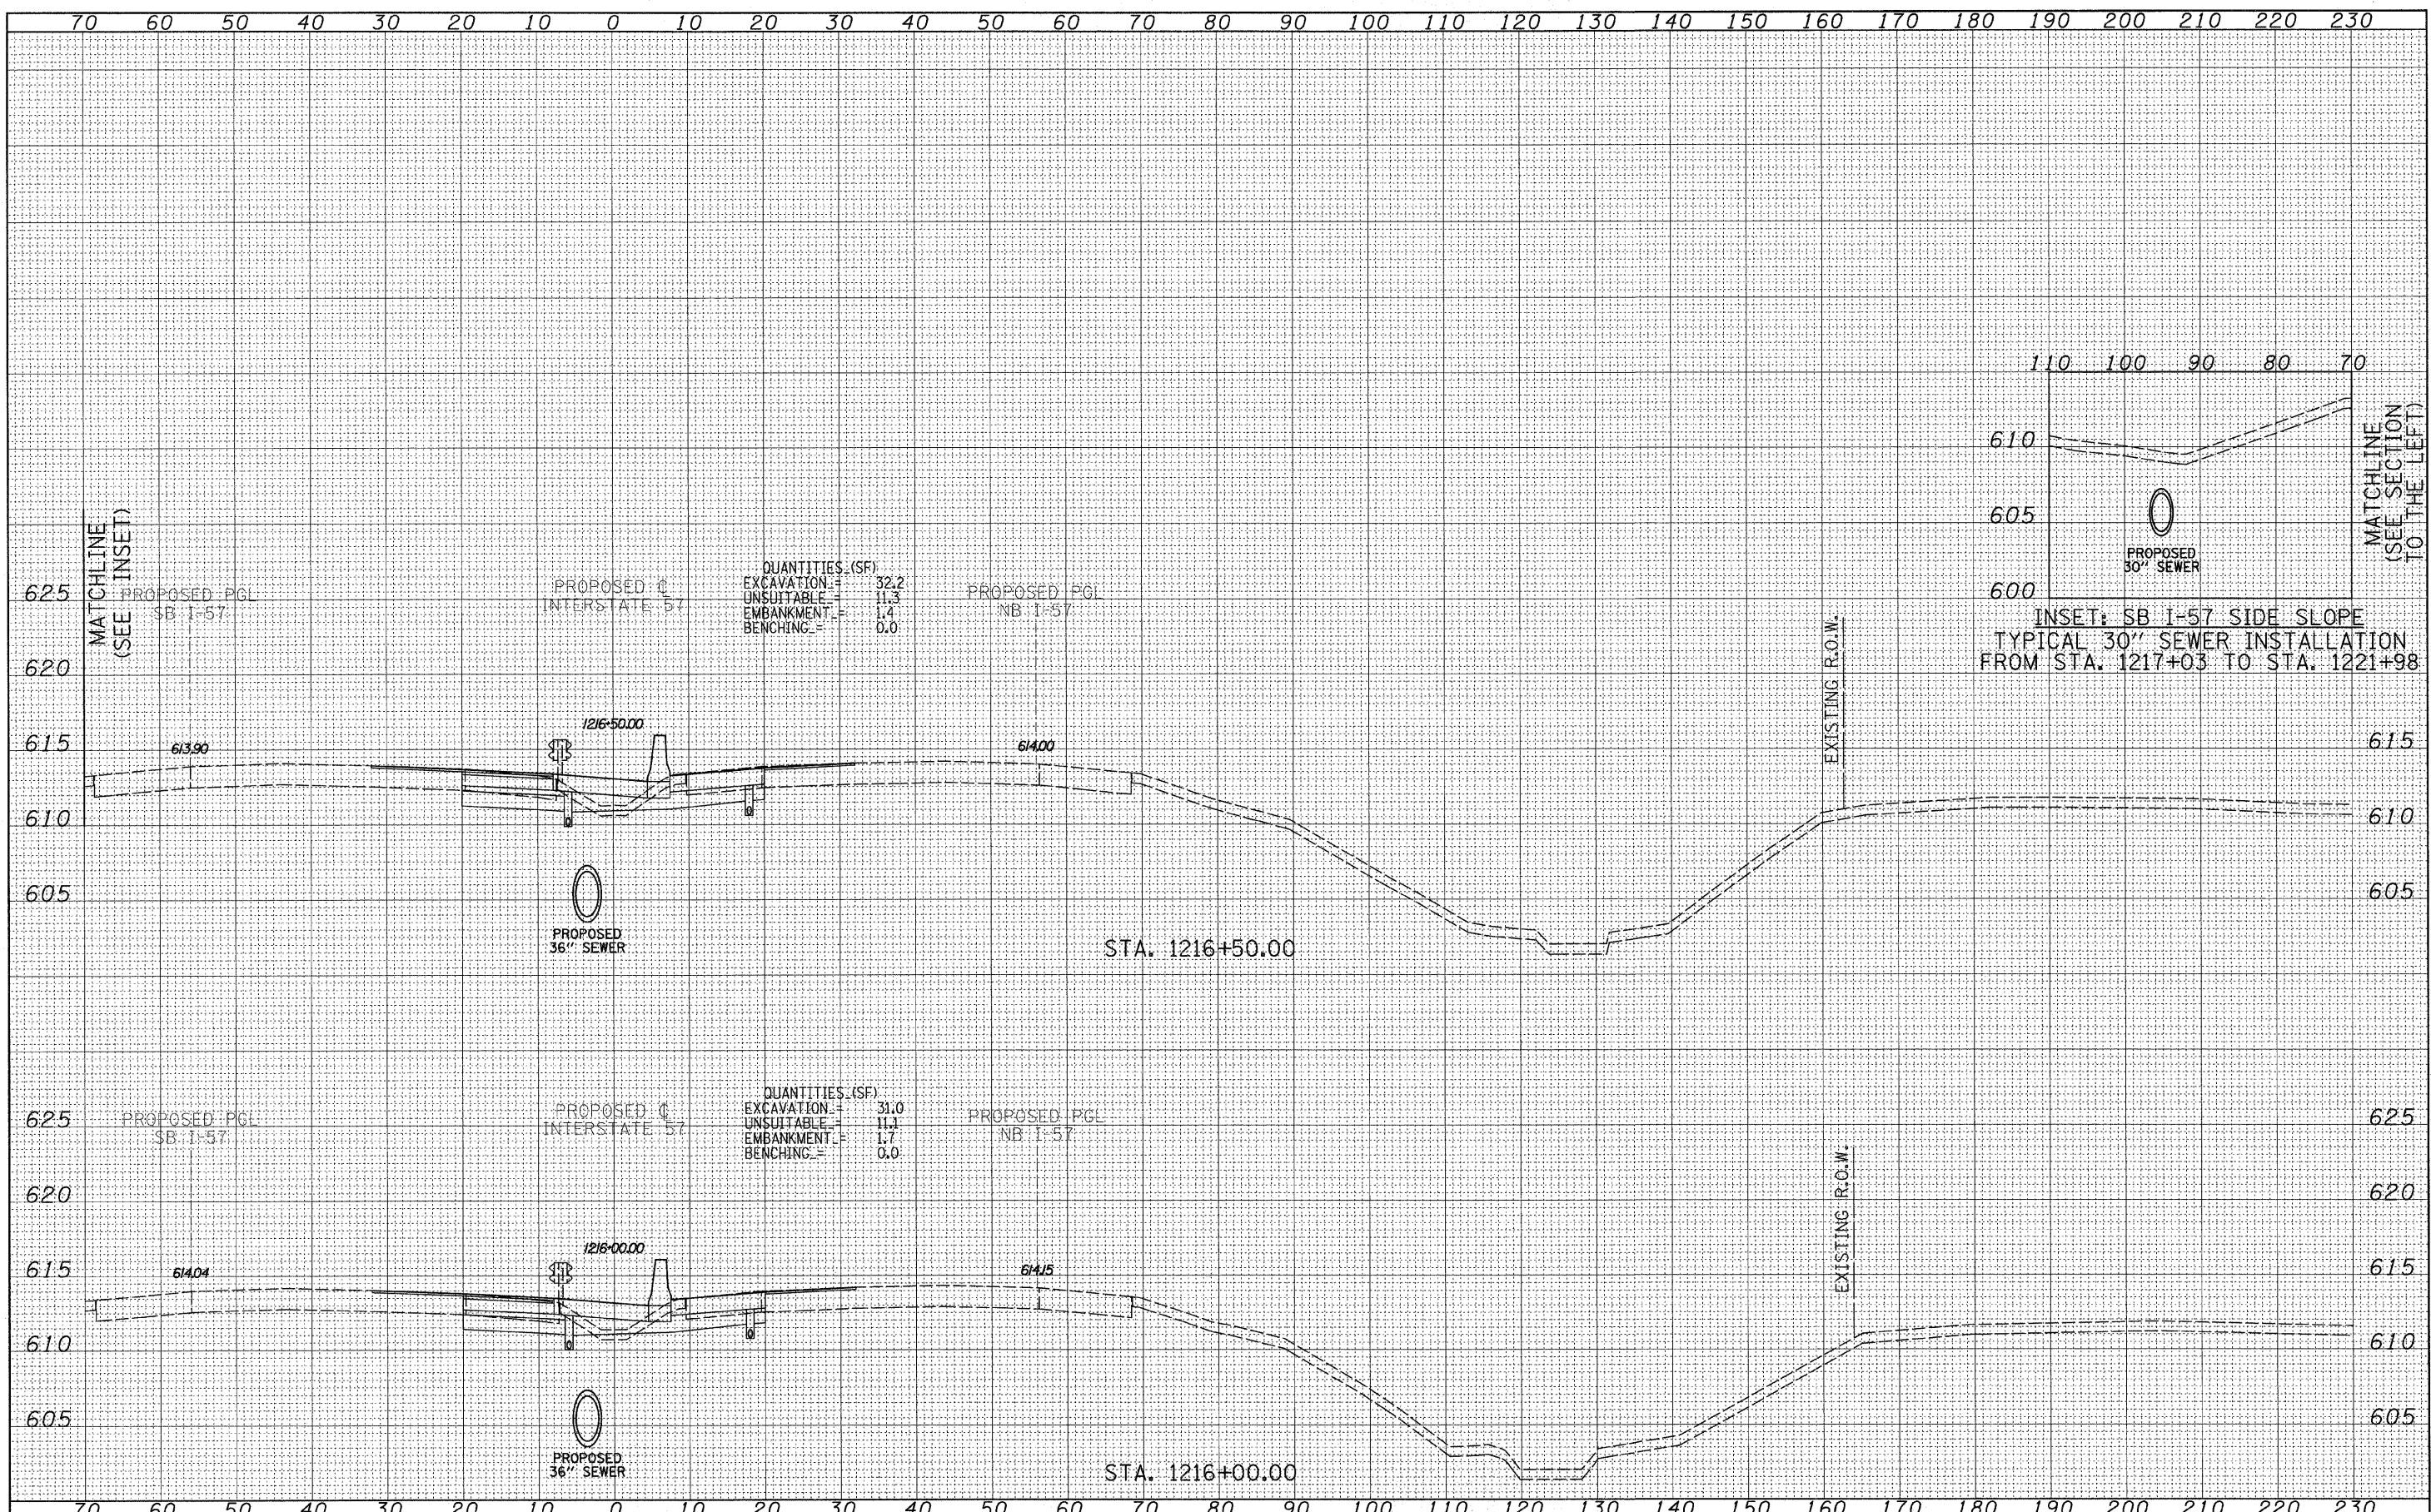 70 60 50 40 30 20 10 0 10 20 30 40 50 60 70 80 90 100 110 120 130 140 150 160 170 180 190 200 210 220 230
110 100 90 80 70
610
605
600
PROPOSED
30" SEWER
MATCHLINE
(SEE SECTION
TO THE LEFT)
INSET: SB I-57 SIDE SLOPE
TYPICAL 30" SEWER INSTALLATION
FROM STA. 1217+03 TO STA. 1221+98
MATCHLINE
(SEE INSET)
625
620
615
610
605
PROPOSED PGL
SB I-57
PROPOSED ℄
INTERSTATE 57
QUANTITIES (SF)
EXCAVATION = 32.2
UNSUITABLE = 11.3
EMBANKMENT = 1.4
BENCHING = 0.0
PROPOSED PGL
NB I-57
EXISTING R.O.W.
613.90
1216+50.00
614.00
615
610
605
PROPOSED
36" SEWER
STA. 1216+50.00
625
620
615
610
605
PROPOSED PGL
SB I-57
PROPOSED ℄
INTERSTATE 57
QUANTITIES (SF)
EXCAVATION = 31.0
UNSUITABLE = 11.1
EMBANKMENT = 1.7
BENCHING = 0.0
PROPOSED PGL
NB I-57
EXISTING R.O.W.
614.04
1216+00.00
614.15
625
620
615
610
605
PROPOSED
36" SEWER
STA. 1216+00.00
70 60 50 40 30 20 10 0 10 20 30 40 50 60 70 80 90 100 110 120 130 140 150 160 170 180 190 200 210 220 230